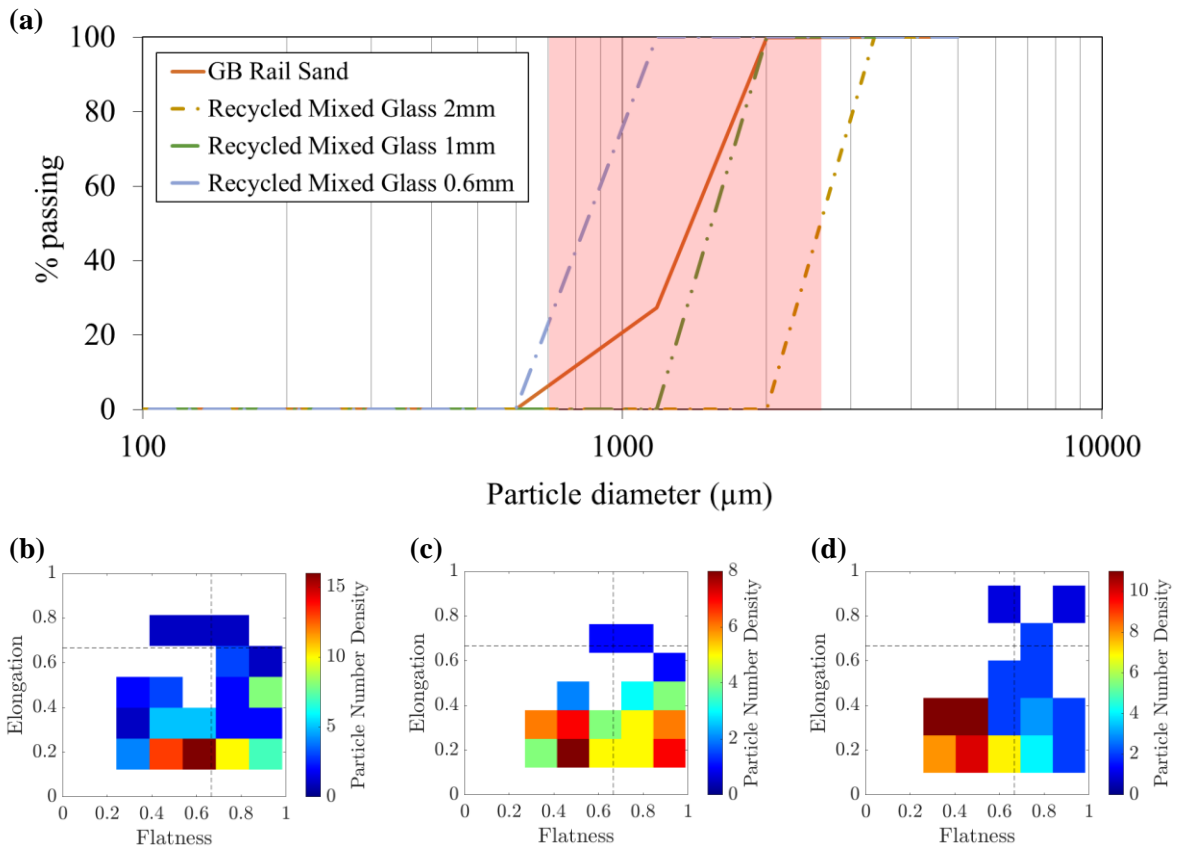 (a)
100
80
60
40
20
0
% passing
GB Rail Sand
Recycled Mixed Glass 2mm
Recycled Mixed Glass 1mm
Recycled Mixed Glass 0.6mm
100 1000 10000
Particle diameter (µm)
(b)
1
0.8
0.6
0.4
0.2
0
Elongation
0 0.2 0.4 0.6 0.8 1
Flatness
15
10
5
0
Particle Number Density
(c)
1
0.8
0.6
0.4
0.2
0
Elongation
0 0.2 0.4 0.6 0.8 1
Flatness
8
6
4
2
0
Particle Number Density
(d)
1
0.8
0.6
0.4
0.2
0
Elongation
0 0.2 0.4 0.6 0.8 1
Flatness
10
8
6
4
2
0
Particle Number Density